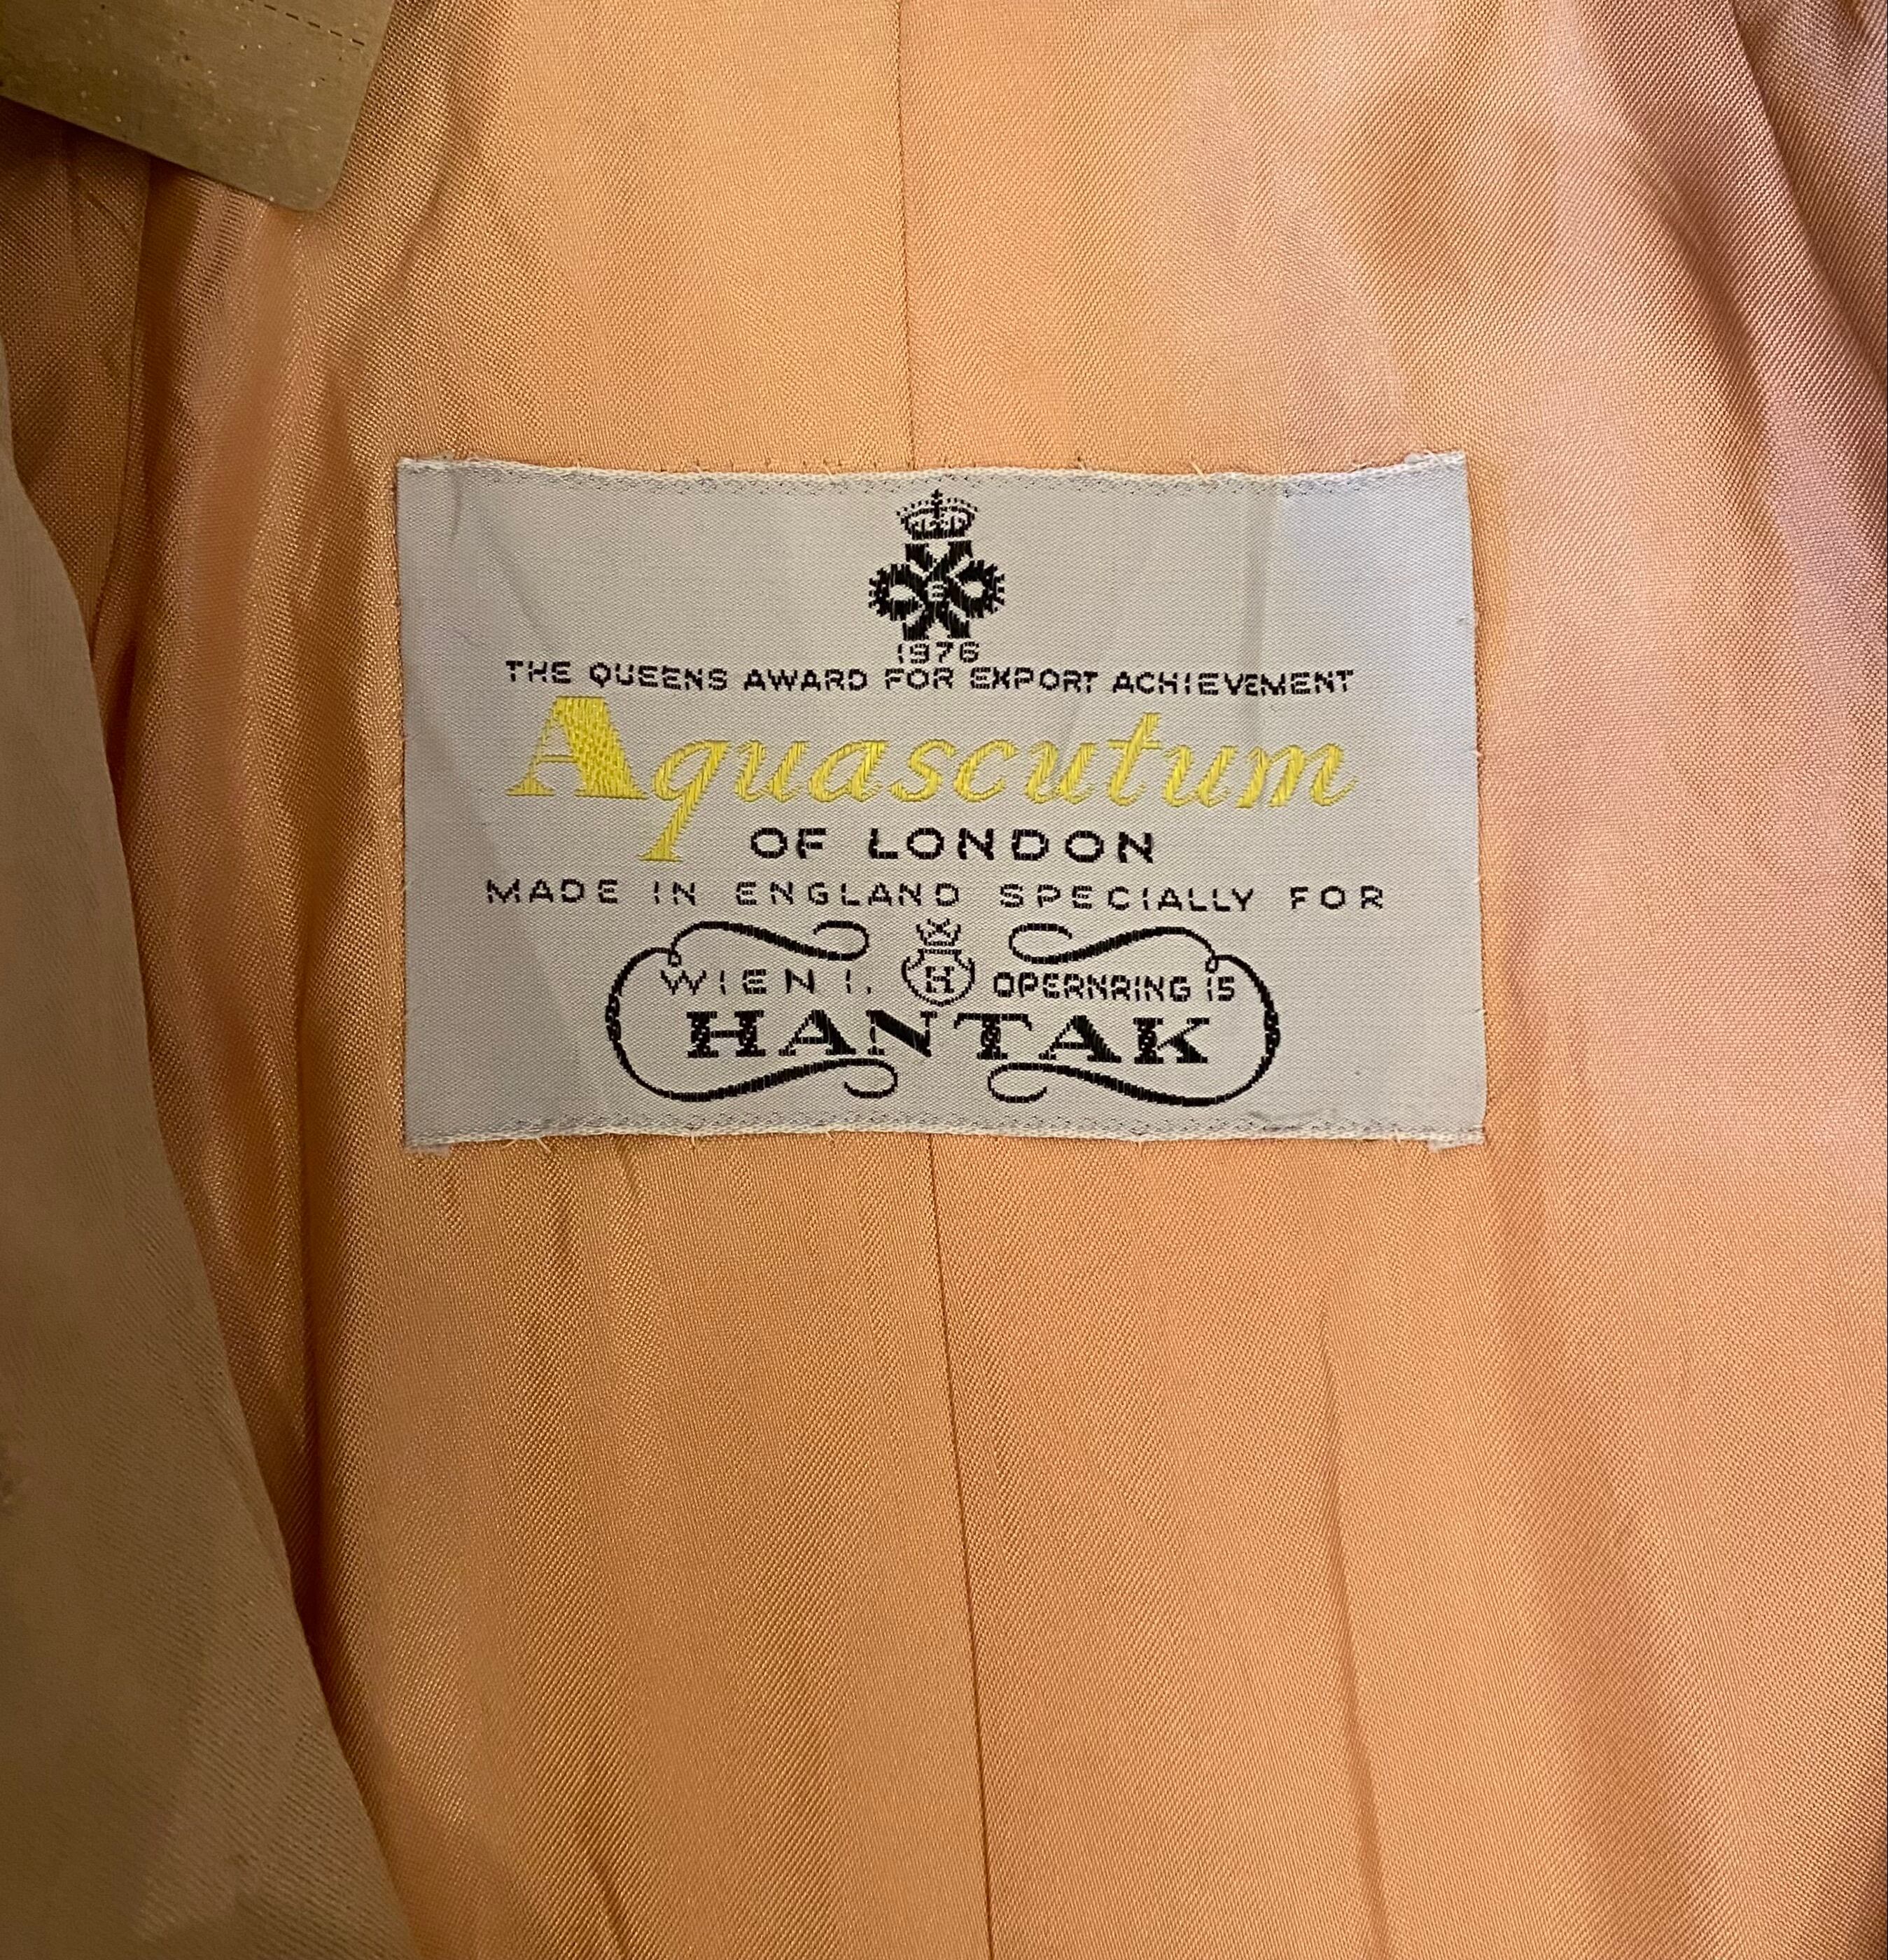 E
1976
THE QUEENS AWARD FOR EXPORT ACHIEVEMENT
Aquascutum
OF LONDON
MADE IN ENGLAND SPECIALLY FOR
WIEN I. H OPERNRING 15
HANTAK